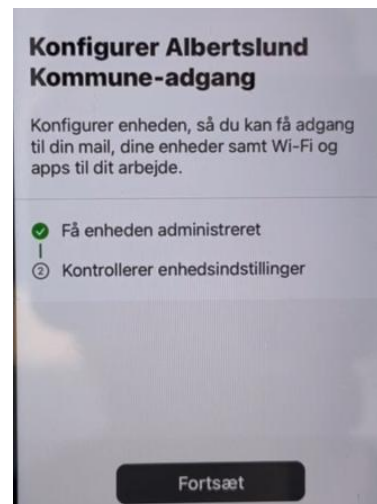 Konfigurer Albertslund
Kommune-adgang
Konfigurer enheden, så du kan få adgang
til din mail, dine enheder samt Wi-Fi og
apps til dit arbejde.
Få enheden administreret
2 Kontrollerer enhedsindstillinger
Fortsæt